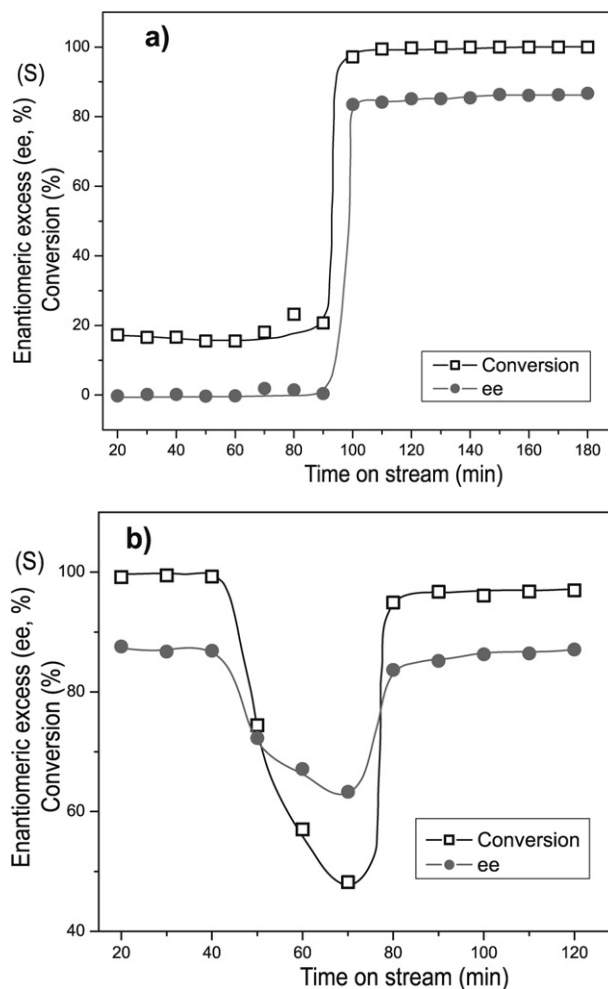 a)
(S)
Enantiomeric excess (ee, %)
Conversion (%)
100
80
60
40
20
0
Conversion
ee
20 40 60 80 100 120 140 160 180
Time on stream (min)
b)
(S)
Enantiomeric excess (ee, %)
Conversion (%)
100
80
60
40
Conversion
ee
20 40 60 80 100 120
Time on stream (min)